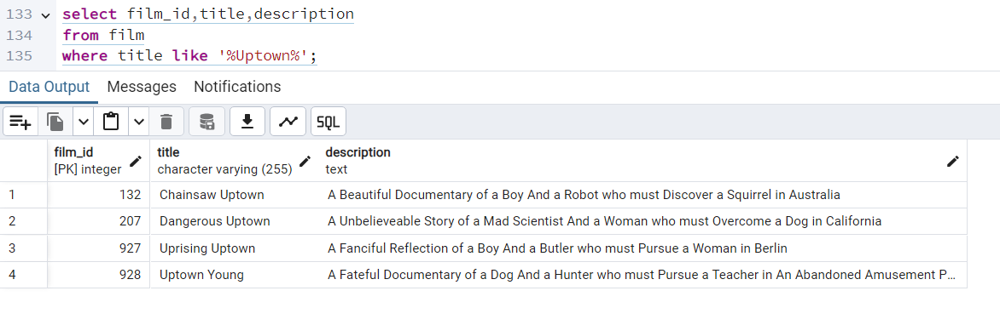 133 select film_id,title,description
134 from film
135 where title like '%Uptown%';
Data Output Messages Notifications
SQL
film_id title description
[PK] integer character varying (255) text
1 132 Chainsaw Uptown A Beautiful Documentary of a Boy And a Robot who must Discover a Squirrel in Australia
2 207 Dangerous Uptown A Unbelieveable Story of a Mad Scientist And a Woman who must Overcome a Dog in California
3 927 Uprising Uptown A Fanciful Reflection of a Boy And a Butler who must Pursue a Woman in Berlin
4 928 Uptown Young A Fateful Documentary of a Dog And a Hunter who must Pursue a Teacher in An Abandoned Amusement P...